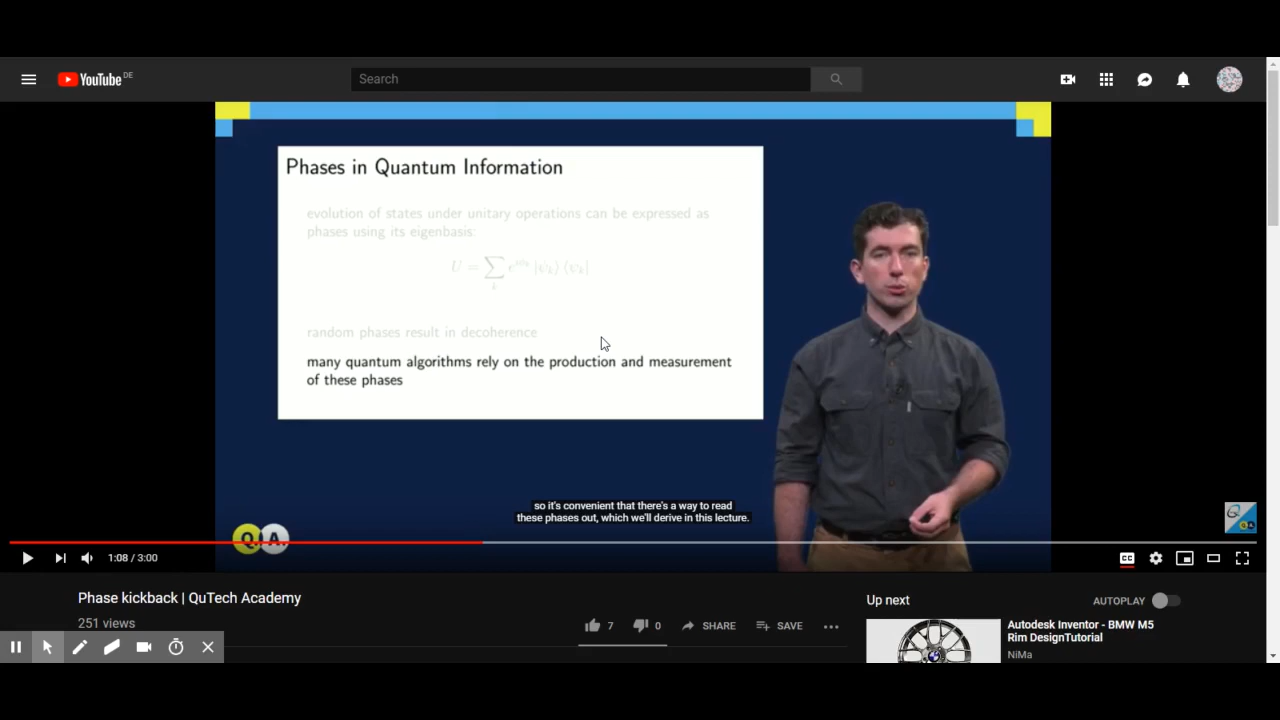 YouTube DE
Search
Phases in Quantum Information
evolution of states under unitary operations can be expressed as
phases using its eigenbasis:
random phases result in decoherence
many quantum algorithms rely on the production and measurement
of these phases
so it's convenient that there's a way to read
these phases out, which we'll derive in this lecture.
Q. A.
1:08 / 3:00
CC
Phase kickback | QuTech Academy
251 views
7
0
SHARE
SAVE
Up next
AUTOPLAY
Autodesk Inventor - BMW M5
Rim DesignTutorial
NiMa